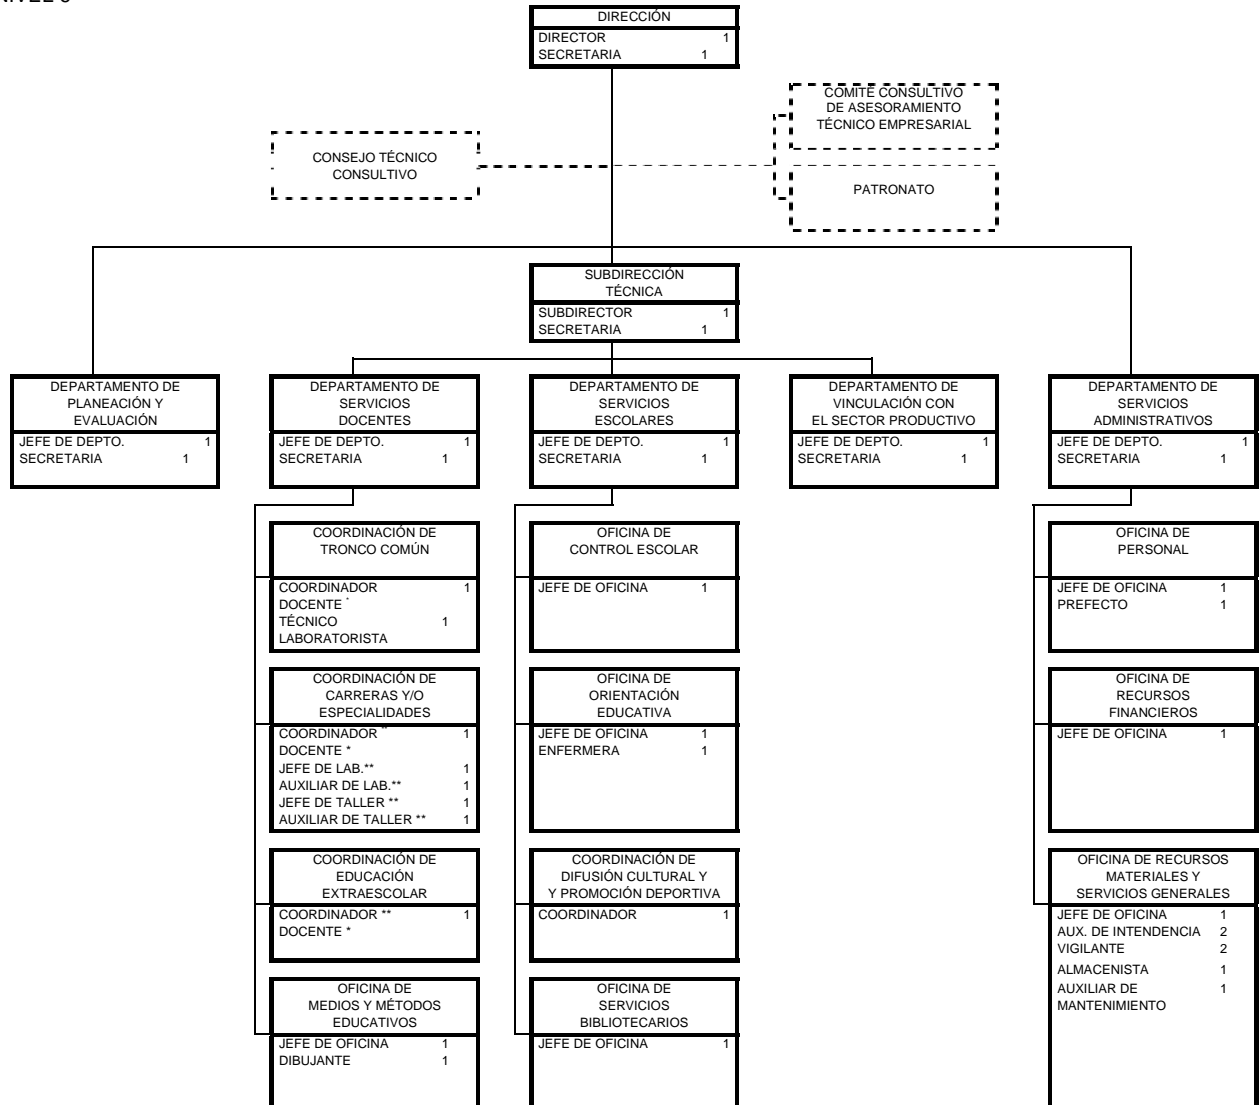 DIRECCIÓN
DIRECTOR 1
SECRETARIA 1
COMITÉ CONSULTIVO
DE ASESORAMIENTO
TÉCNICO EMPRESARIAL
CONSEJO TÉCNICO
CONSULTIVO
PATRONATO
SUBDIRECCIÓN
TÉCNICA
SUBDIRECTOR 1
SECRETARIA 1
DEPARTAMENTO DE
PLANEACIÓN Y
EVALUACIÓN
JEFE DE DEPTO. 1
SECRETARIA 1
DEPARTAMENTO DE
SERVICIOS
DOCENTES
JEFE DE DEPTO. 1
SECRETARIA 1
DEPARTAMENTO DE
SERVICIOS
ESCOLARES
JEFE DE DEPTO. 1
SECRETARIA 1
DEPARTAMENTO DE
VINCULACIÓN CON
EL SECTOR PRODUCTIVO
JEFE DE DEPTO. 1
SECRETARIA 1
DEPARTAMENTO DE
SERVICIOS
ADMINISTRATIVOS
JEFE DE DEPTO. 1
SECRETARIA 1
COORDINACIÓN DE
TRONCO COMÚN
COORDINADOR 1
DOCENTE *
TÉCNICO 1
LABORATORISTA
OFICINA DE
CONTROL ESCOLAR
JEFE DE OFICINA 1
OFICINA DE
PERSONAL
JEFE DE OFICINA 1
PREFECTO 1
COORDINACIÓN DE
CARRERAS Y/O
ESPECIALIDADES
COORDINADOR ** 1
DOCENTE *
JEFE DE LAB.** 1
AUXILIAR DE LAB.** 1
JEFE DE TALLER ** 1
AUXILIAR DE TALLER ** 1
OFICINA DE
ORIENTACIÓN
EDUCATIVA
JEFE DE OFICINA 1
ENFERMERA 1
OFICINA DE
RECURSOS
FINANCIEROS
JEFE DE OFICINA 1
COORDINACIÓN DE
EDUCACIÓN
EXTRAESCOLAR
COORDINADOR ** 1
DOCENTE *
COORDINACIÓN DE
DIFUSIÓN CULTURAL Y
Y PROMOCIÓN DEPORTIVA
COORDINADOR 1
OFICINA DE RECURSOS
MATERIALES Y
SERVICIOS GENERALES
JEFE DE OFICINA 1
AUX. DE INTENDENCIA 2
VIGILANTE 2
ALMACENISTA 1
AUXILIAR DE 1
MANTENIMIENTO
OFICINA DE
MEDIOS Y MÉTODOS
EDUCATIVOS
JEFE DE OFICINA 1
DIBUJANTE 1
OFICINA DE
SERVICIOS
BIBLIOTECARIOS
JEFE DE OFICINA 1